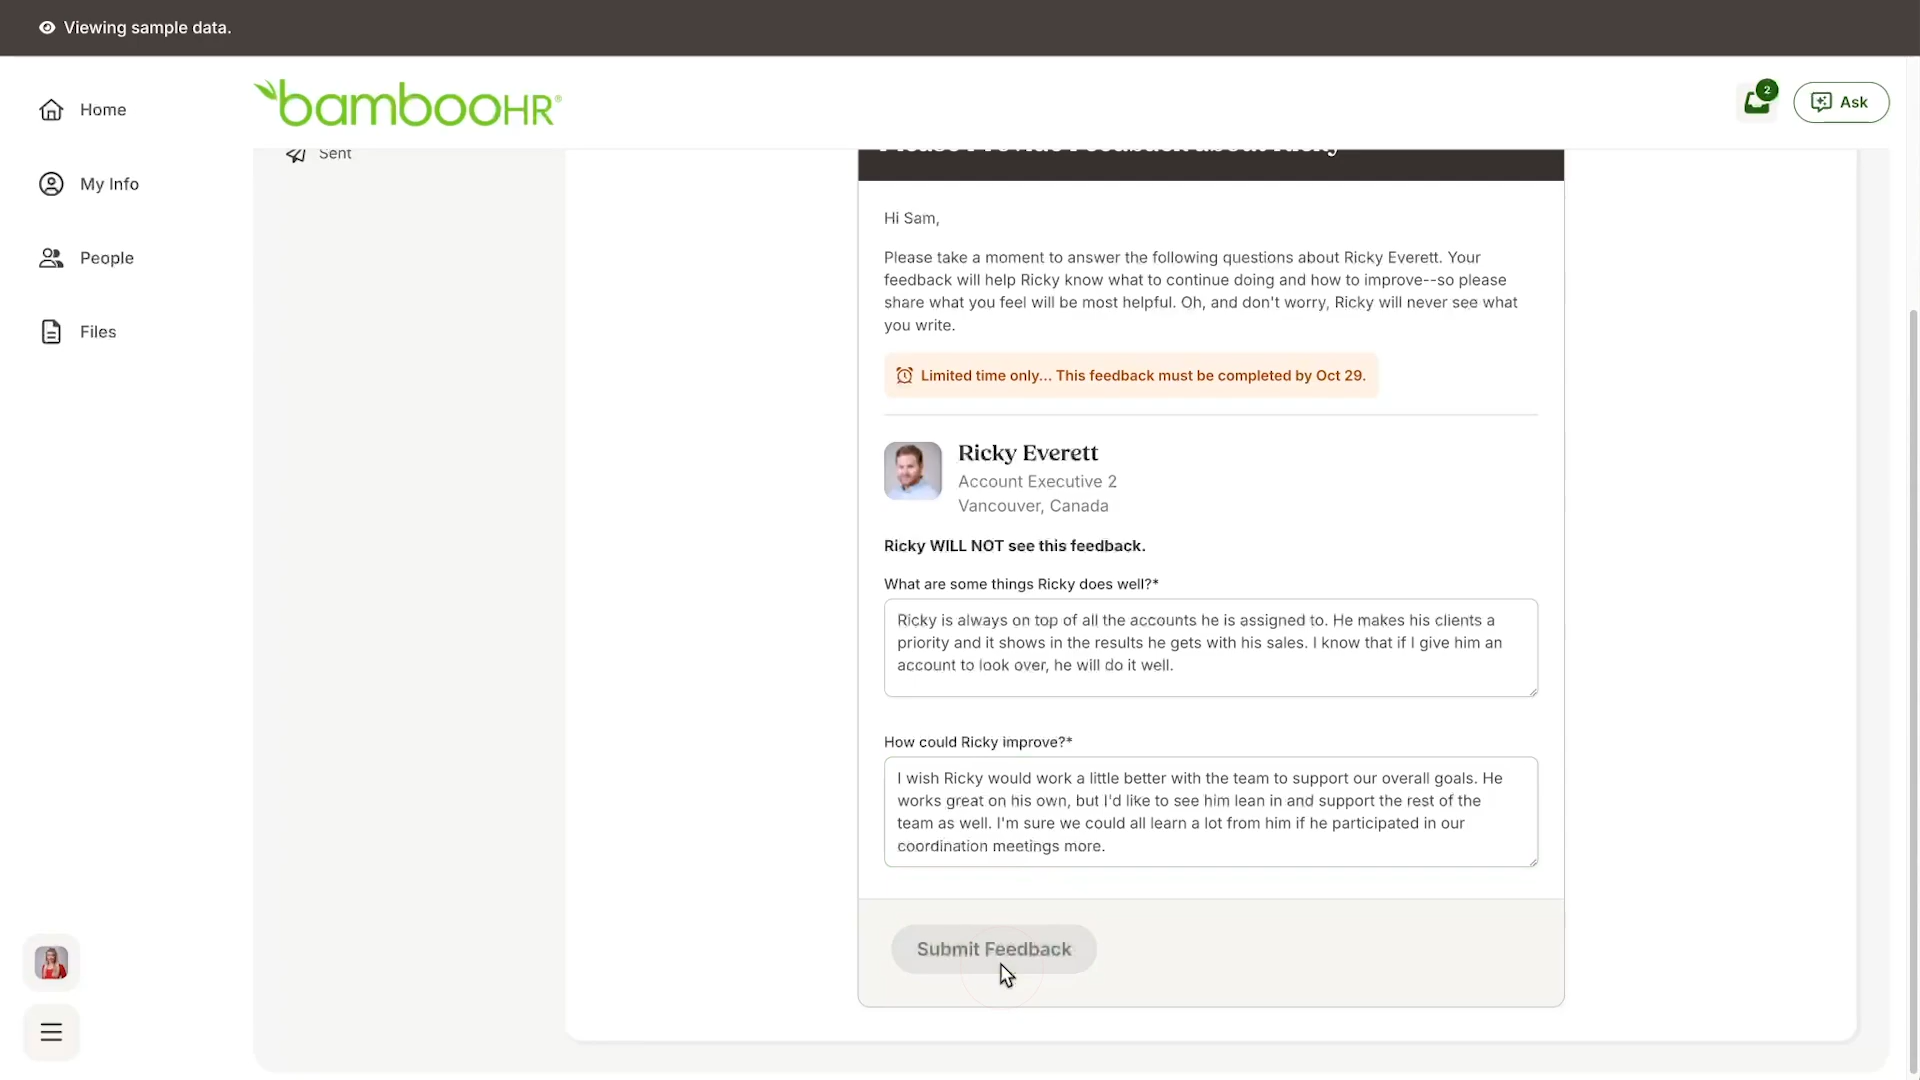 Viewing sample data.
Home
bambooHR®
2
Ask
Sent
Please Provide Feedback about Ricky
My Info
Hi Sam,
People
Please take a moment to answer the following questions about Ricky Everett. Your
feedback will help Ricky know what to continue doing and how to improve--so please
share what you feel will be most helpful. Oh, and don't worry, Ricky will never see what
you write.
Files
Limited time only... This feedback must be completed by Oct 29.
Ricky Everett
Account Executive 2
Vancouver, Canada
Ricky WILL NOT see this feedback.
What are some things Ricky does well?*
Ricky is always on top of all the accounts he is assigned to. He makes his clients a
priority and it shows in the results he gets with his sales. I know that if I give him an
account to look over, he will do it well.
How could Ricky improve?*
I wish Ricky would work a little better with the team to support our overall goals. He
works great on his own, but I'd like to see him lean in and support the rest of the
team as well. I'm sure we could all learn a lot from him if he participated in our
coordination meetings more.
Submit Feedback